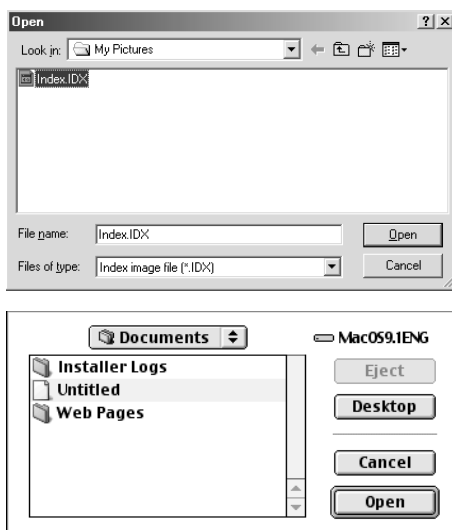 Open
Look in: My Pictures
Index.IDX
File name: Index.IDX Open
Files of type: Index image file (*.IDX) Cancel
Documents MacOS9.1ENG
Installer Logs Eject
Untitled
Web Pages Desktop
Cancel
Open